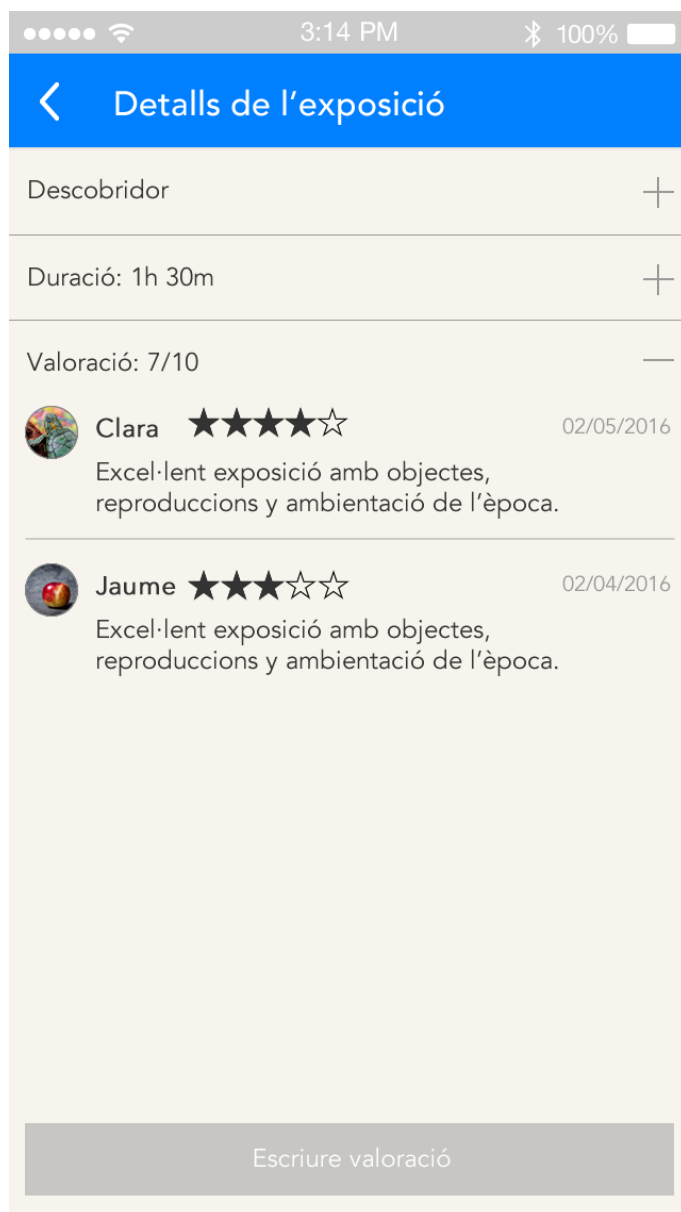 3:14 PM 100%
Detalls de l’exposició
Descobridor
Duració: 1h 30m
Valoració: 7/10
Clara 02/05/2016
Excel·lent exposició amb objectes,
reproduccions y ambientació de l’època.
Jaume 02/04/2016
Excel·lent exposició amb objectes,
reproduccions y ambientació de l’època.
Escriure valoració